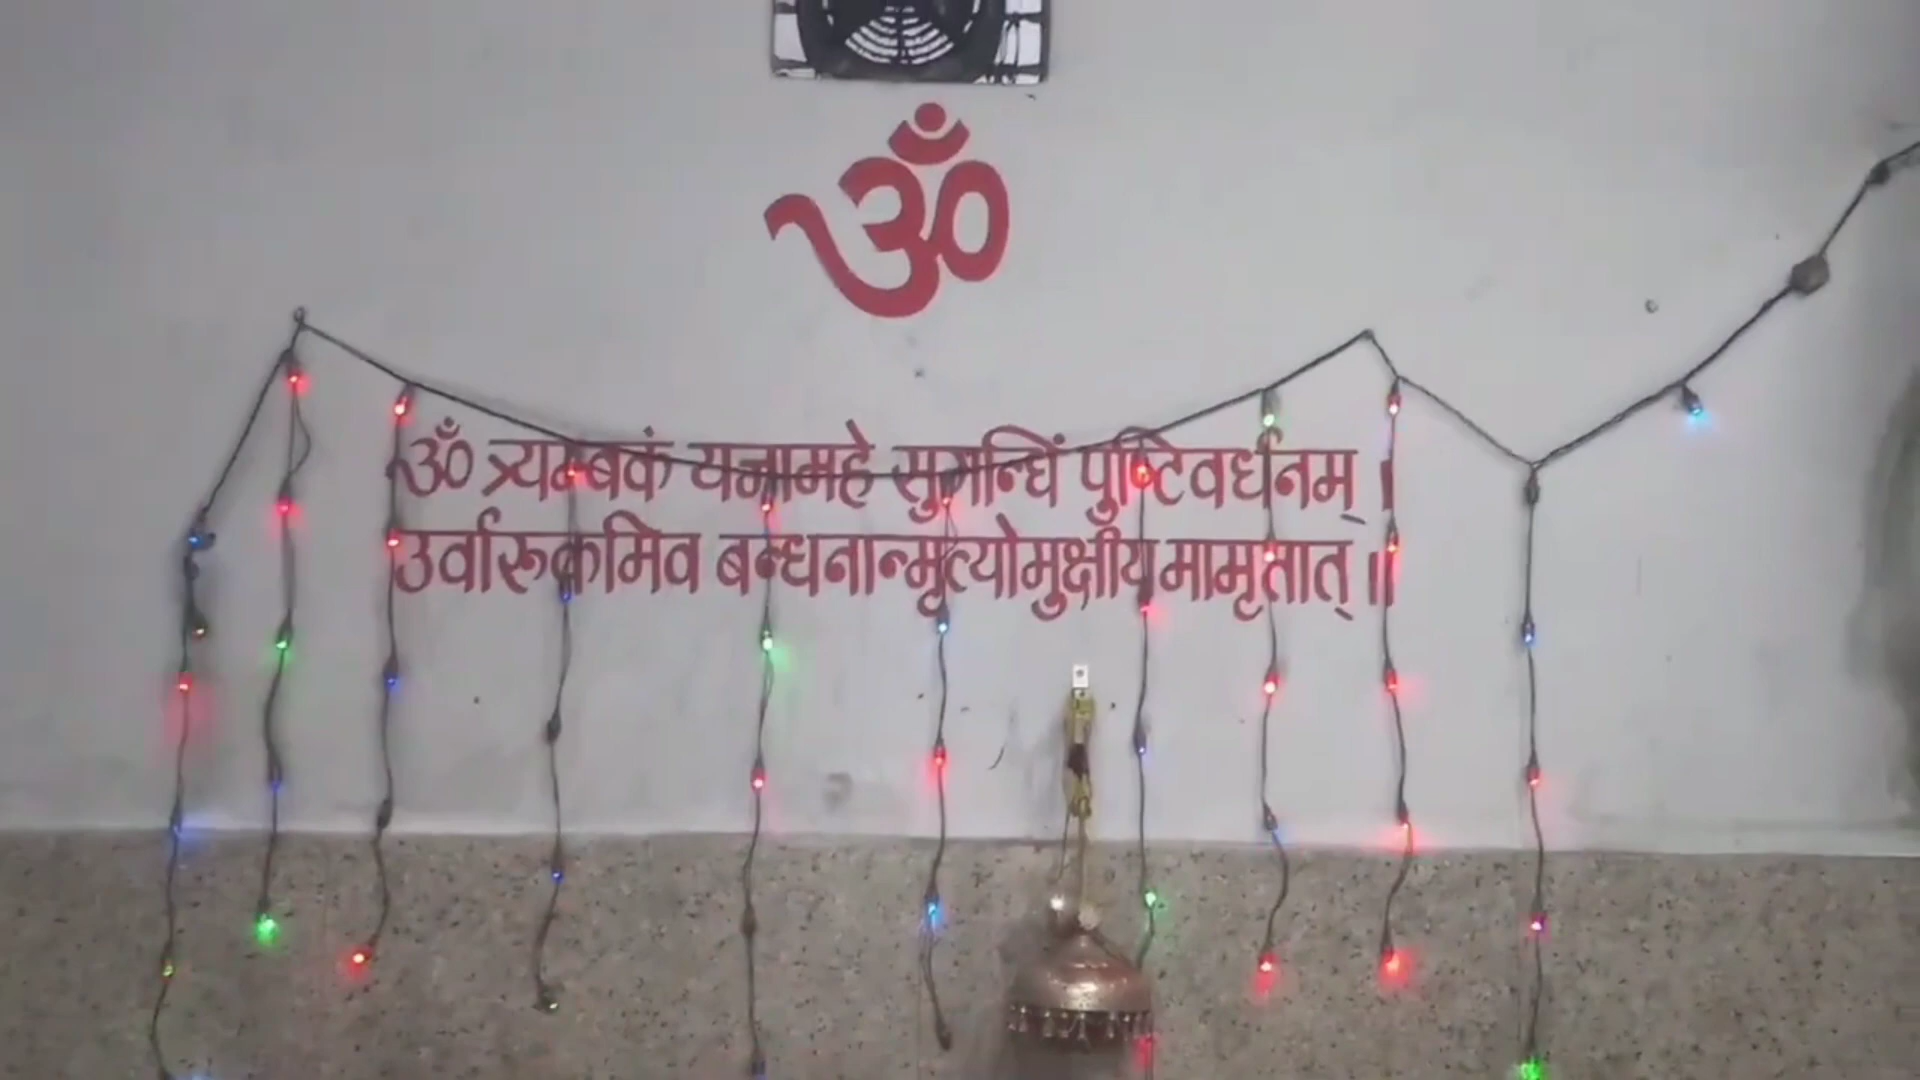 ॐ
ॐ त्र्यम्बकं यजामहे सुगन्धिं पुष्टिवर्धनम् ।
उर्वारूकमिव बन्धनान्मृत्योमुक्षीय मामृतात् ॥